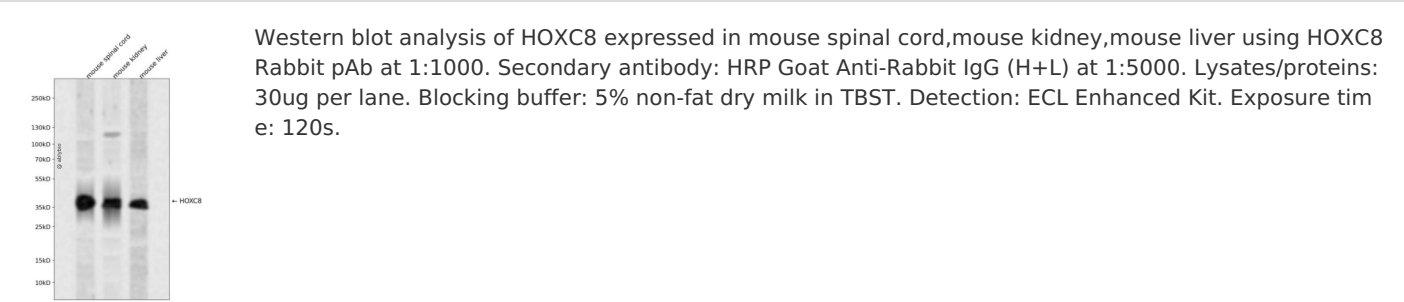 mouse spinal cord
mouse kidney
mouse liver
250kD
130kD
100kD
70kD
55kD
35kD
25kD
15kD
10kD
← HOXC8
Western blot analysis of HOXC8 expressed in mouse spinal cord,mouse kidney,mouse liver using HOXC8
Rabbit pAb at 1:1000. Secondary antibody: HRP Goat Anti-Rabbit IgG (H+L) at 1:5000. Lysates/proteins:
30ug per lane. Blocking buffer: 5% non-fat dry milk in TBST. Detection: ECL Enhanced Kit. Exposure tim
e: 120s.